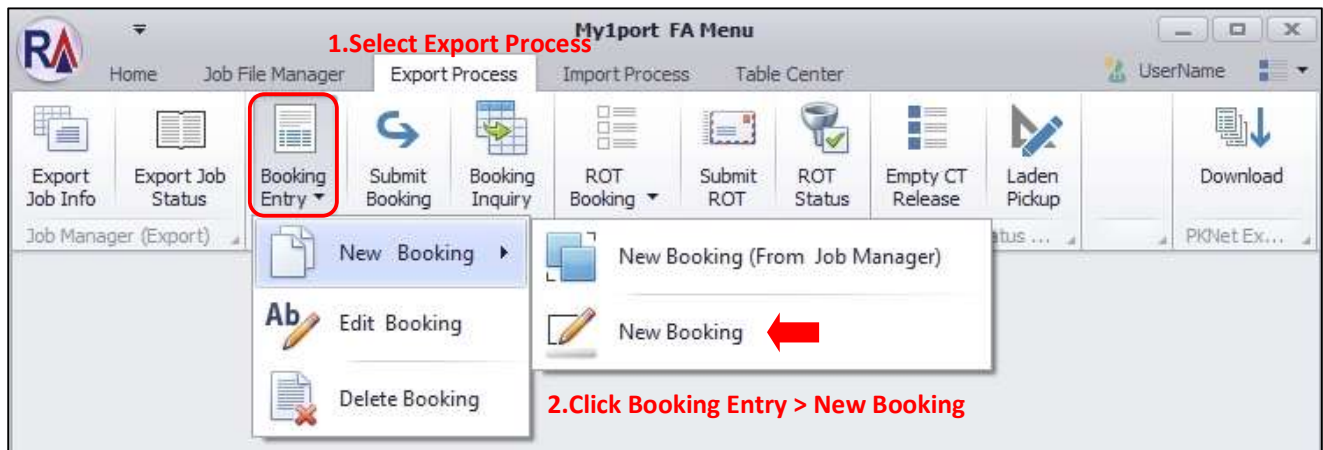 RA
My1port FA Menu
1.Select Export Process
Home Job File Manager Export Process Import Process Table Center UserName
Export Job Info
Export Job Status
Booking Entry
Submit Booking
Booking Inquiry
ROT Booking
Submit ROT
ROT Status
Empty CT Release
Laden Pickup
Download
Job Manager (Export)
atus ...
PKNet Ex...
New Booking
New Booking (From Job Manager)
Ab
Edit Booking
New Booking
Delete Booking
2.Click Booking Entry > New Booking